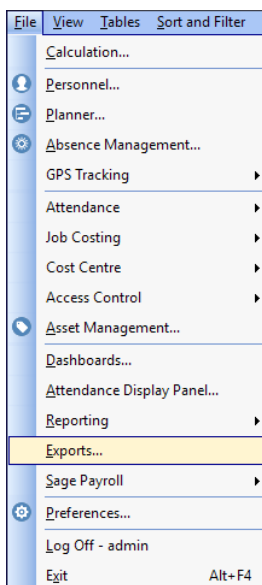 File View Tables Sort and Filter
Calculation...
Personnel...
Planner...
Absence Management...
GPS Tracking
Attendance
Job Costing
Cost Centre
Access Control
Asset Management...
Dashboards...
Attendance Display Panel...
Reporting
Exports...
Sage Payroll
Preferences...
Log Off - admin
Exit Alt+F4